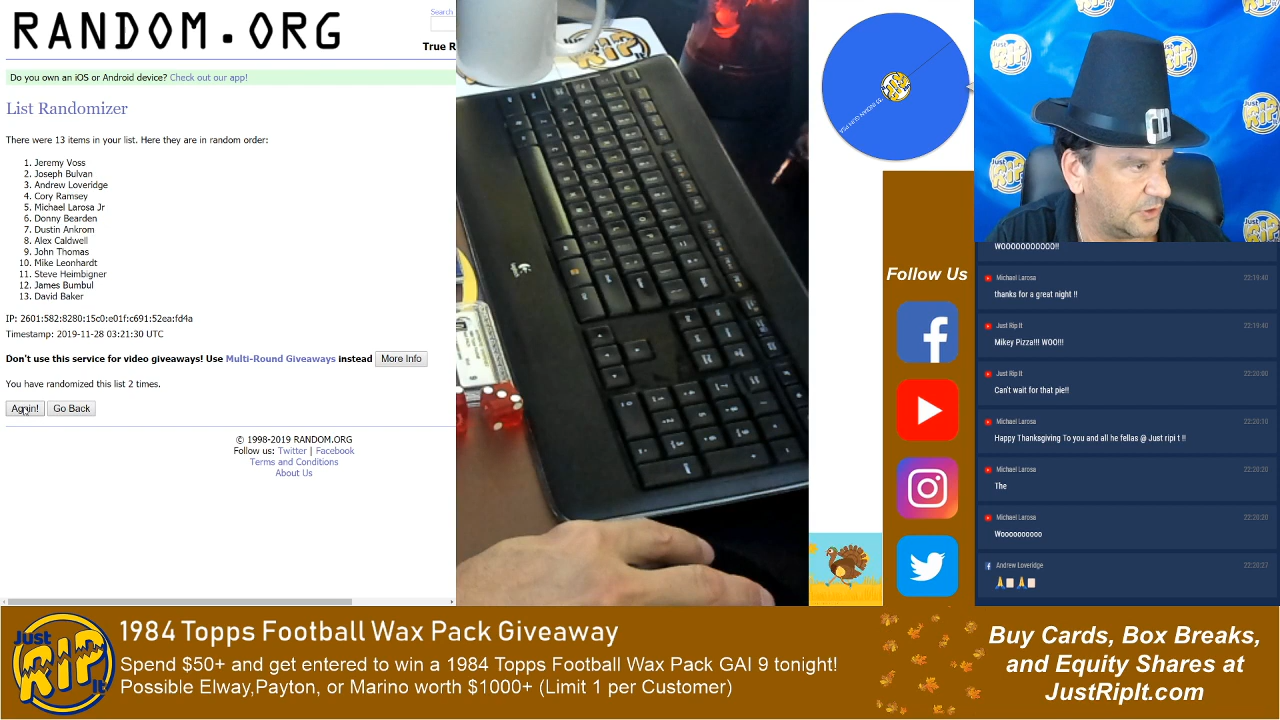 RANDOM.ORG
Search
True R
Do you own an iOS or Android device? Check out our app!
List Randomizer
There were 13 items in your list. Here they are in random order:
1. Jeremy Voss
2. Joseph Bulvan
3. Andrew Loveridge
4. Cory Ramsey
5. Michael Larosa Jr
6. Donny Bearden
7. Dustin Ankrom
8. Alex Caldwell
9. John Thomas
10. Mike Leonhardt
11. Steve Heimbigner
12. James Bumbul
13. David Baker
IP: 2601:582:8280:15c0:e01f:c691:52ea:fd4a
Timestamp: 2019-11-28 03:21:30 UTC
Don't use this service for video giveaways! Use Multi-Round Giveaways instead More Info
You have randomized this list 2 times.
Again! Go Back
© 1998-2019 RANDOM.ORG
Follow us: Twitter | Facebook
Terms and Conditions
About Us
Follow Us
WOOOOOOOOOOO!!
Michael Larosa 22:19:40
thanks for a great night !!
Just Rip It 22:19:40
Mikey Pizza!!! WOO!!!
Just Rip It 22:20:00
Can't wait for that pie!!
Michael Larosa 22:20:10
Happy Thanksgiving To you and all he fellas @ Just ripi t !!
Michael Larosa 22:20:20
The
Michael Larosa 22:20:20
Woooooooooo
Andrew Loveridge 22:20:27
Just
RIP
It
1984 Topps Football Wax Pack Giveaway
Spend $50+ and get entered to win a 1984 Topps Football Wax Pack GAI 9 tonight!
Possible Elway,Payton, or Marino worth $1000+ (Limit 1 per Customer)
Buy Cards, Box Breaks,
and Equity Shares at
JustRipIt.com